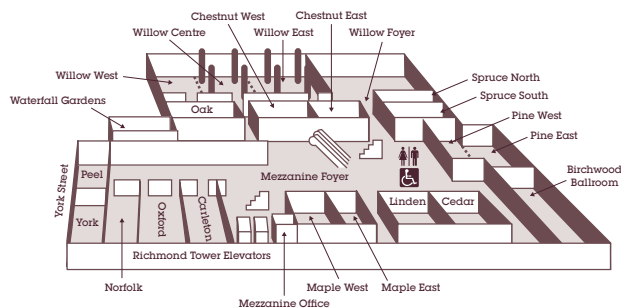 Chestnut West
Chestnut East
Willow Centre
Willow East
Willow Foyer
Willow West
Spruce North
Spruce South
Waterfall Gardens
Oak
Pine West
Pine East
Mezzanine Foyer
Birchwood
Ballroom
York Street
Peel
York
Oxford
Carleton
Linden
Cedar
Richmond Tower Elevators
Norfolk
Maple West
Maple East
Mezzanine Office